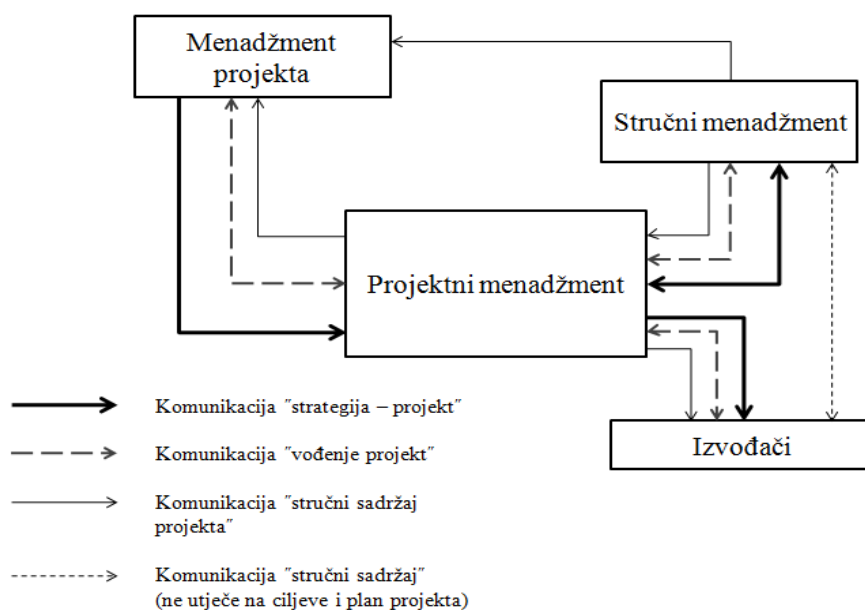 Menadžment
projekta
Stručni menadžment
Projektni menadžment
Izvođači
Komunikacija "strategija – projekt"
Komunikacija "vođenje projekt"
Komunikacija "stručni sadržaj
projekta"
Komunikacija "stručni sadržaj"
(ne utječe na ciljeve i plan projekta)